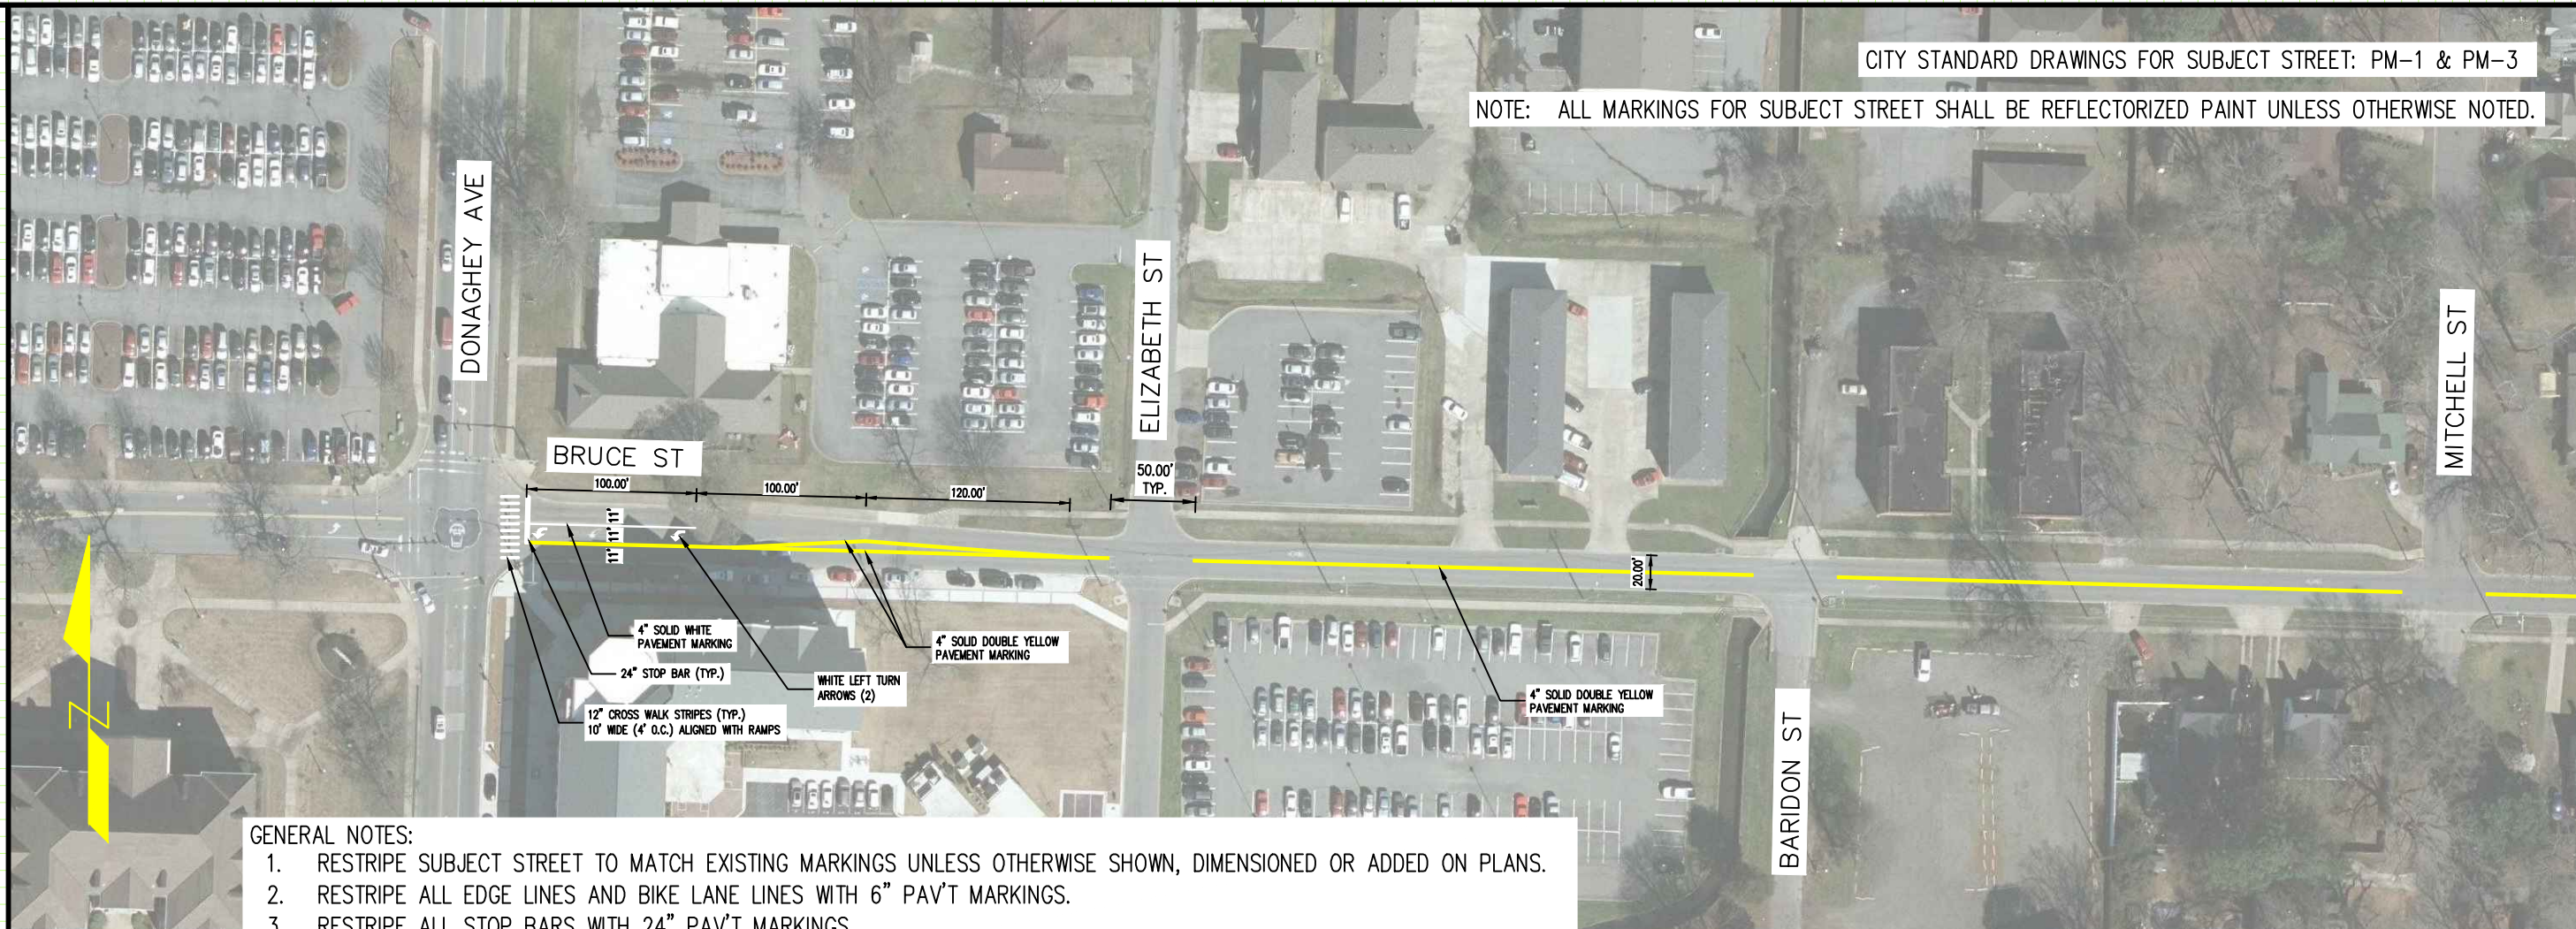 CITY STANDARD DRAWINGS FOR SUBJECT STREET: PM-1 & PM-3
NOTE: ALL MARKINGS FOR SUBJECT STREET SHALL BE REFLECTORIZED PAINT UNLESS OTHERWISE NOTED.
DONAGHEY AVE
ELIZABETH ST
MITCHELL ST
BRUCE ST
100.00'
100.00'
120.00'
50.00'
TYP.
11' 11' 11'
20.00'
4" SOLID WHITE
PAVEMENT MARKING
24" STOP BAR (TYP.)
12" CROSS WALK STRIPES (TYP.)
10' WIDE (4' O.C.) ALIGNED WITH RAMPS
WHITE LEFT TURN
ARROWS (2)
4" SOLID DOUBLE YELLOW
PAVEMENT MARKING
4" SOLID DOUBLE YELLOW
PAVEMENT MARKING
BARIDON ST
Z
GENERAL NOTES:
1. RESTRIPE SUBJECT STREET TO MATCH EXISTING MARKINGS UNLESS OTHERWISE SHOWN, DIMENSIONED OR ADDED ON PLANS.
2. RESTRIPE ALL EDGE LINES AND BIKE LANE LINES WITH 6" PAV'T MARKINGS.
3. RESTRIPE ALL STOP BARS WITH 24" PAV'T MARKINGS